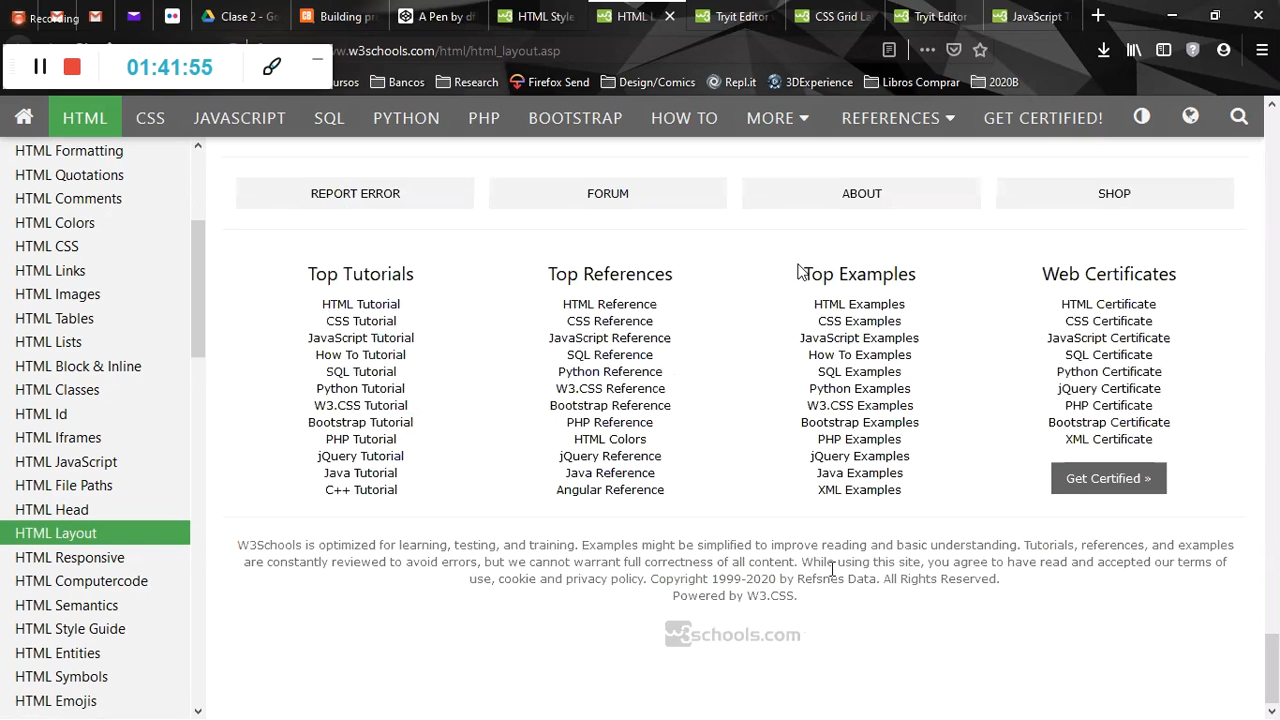 Recording
Clase 2 - Go
Building pr
A Pen by d
HTML Style
HTML L
Tryit Editor
CSS Grid La
Tryit Editor
JavaScript T
w.w3schools.com/html/html_layout.asp
01:41:55
Bancos
Research
Firefox Send
Design/Comics
Repl.it
3DExperience
Libros Comprar
2020B
HTML
CSS
JAVASCRIPT
SQL
PYTHON
PHP
BOOTSTRAP
HOW TO
MORE
REFERENCES
GET CERTIFIED!
HTML Formatting
HTML Quotations
HTML Comments
HTML Colors
HTML CSS
HTML Links
HTML Images
HTML Tables
HTML Lists
HTML Block & Inline
HTML Classes
HTML Id
HTML Iframes
HTML JavaScript
HTML File Paths
HTML Head
HTML Layout
HTML Responsive
HTML Computercode
HTML Semantics
HTML Style Guide
HTML Entities
HTML Symbols
HTML Emojis
REPORT ERROR
FORUM
ABOUT
SHOP
Top Tutorials
HTML Tutorial
CSS Tutorial
JavaScript Tutorial
How To Tutorial
SQL Tutorial
Python Tutorial
W3.CSS Tutorial
Bootstrap Tutorial
PHP Tutorial
jQuery Tutorial
Java Tutorial
C++ Tutorial
Top References
HTML Reference
CSS Reference
JavaScript Reference
SQL Reference
Python Reference
W3.CSS Reference
Bootstrap Reference
PHP Reference
HTML Colors
jQuery Reference
Java Reference
Angular Reference
Top Examples
HTML Examples
CSS Examples
JavaScript Examples
How To Examples
SQL Examples
Python Examples
W3.CSS Examples
Bootstrap Examples
PHP Examples
jQuery Examples
Java Examples
XML Examples
Web Certificates
HTML Certificate
CSS Certificate
JavaScript Certificate
SQL Certificate
Python Certificate
jQuery Certificate
PHP Certificate
Bootstrap Certificate
XML Certificate
Get Certified »
W3Schools is optimized for learning, testing, and training. Examples might be simplified to improve reading and basic understanding. Tutorials, references, and examples
are constantly reviewed to avoid errors, but we cannot warrant full correctness of all content. While using this site, you agree to have read and accepted our terms of
use, cookie and privacy policy. Copyright 1999-2020 by Refsnes Data. All Rights Reserved.
Powered by W3.CSS.
w3schools.com